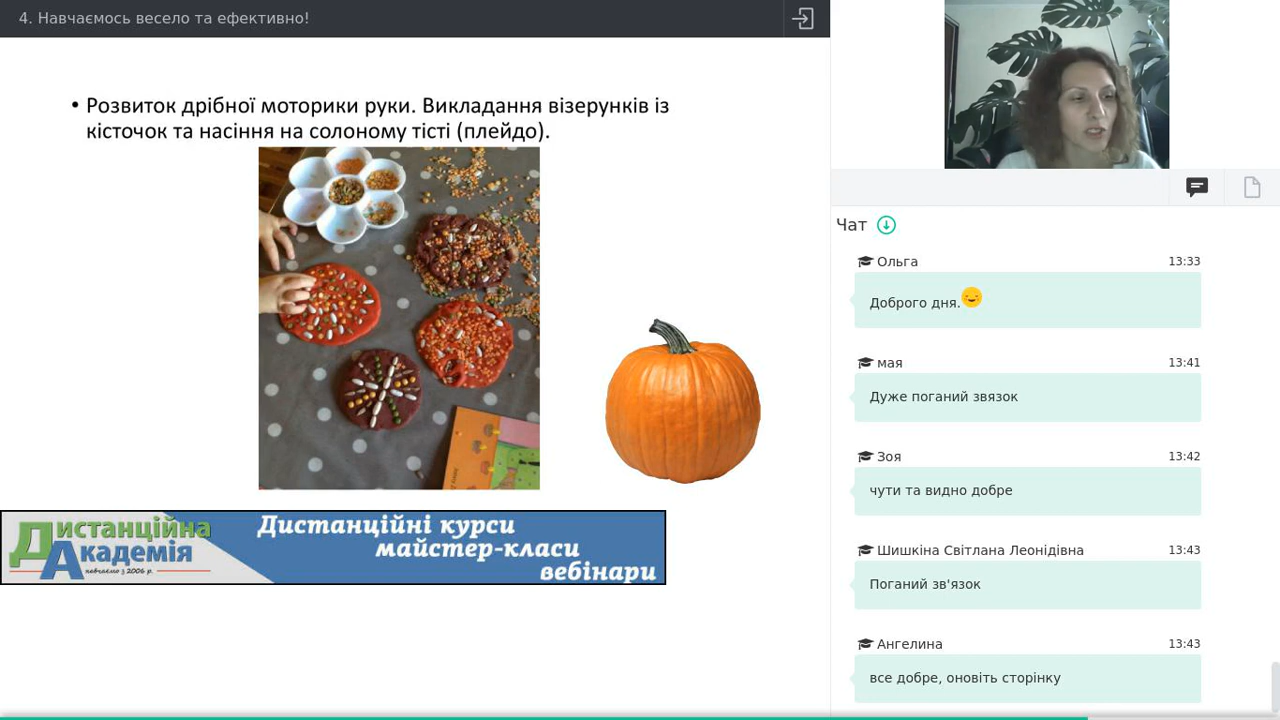 4. Навчаємось весело та ефективно!
• Розвиток дрібної моторики руки. Викладання візерунків із
кісточок та насіння на солоному тісті (плейдо).
Дистанційна
Академія
навчаємо з 2006 р.
Дистанційні курси
майстер-класи
вебінари
Чат
Ольга 13:33
Доброго дня.
мая 13:41
Дуже поганий звязок
Зоя 13:42
чути та видно добре
Шишкіна Світлана Леонідівна 13:43
Поганий зв'язок
Ангелина 13:43
все добре, оновіть сторінку